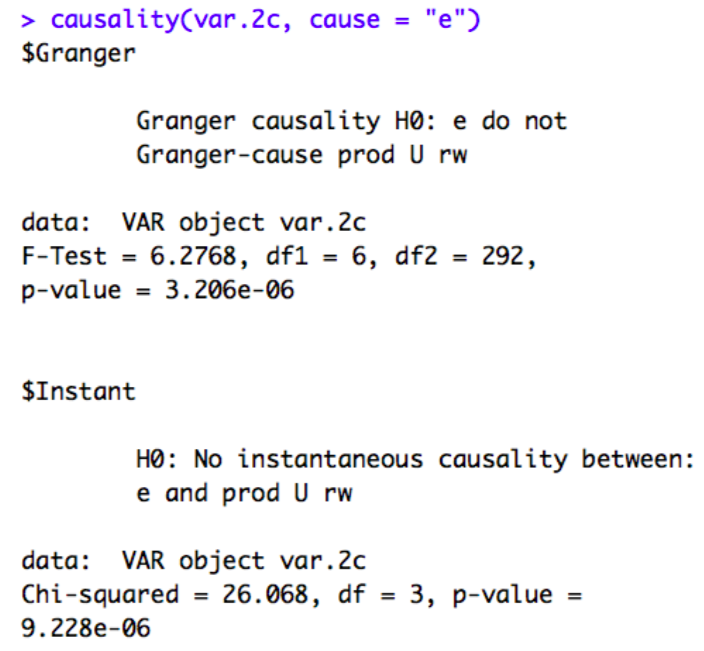 > causality(var.2c, cause = "e")
$Granger
Granger causality H0: e do not
Granger-cause prod U rw
data:  VAR object var.2c
F-Test = 6.2768, df1 = 6, df2 = 292,
p-value = 3.206e-06
$Instant
H0: No instantaneous causality between:
e and prod U rw
data:  VAR object var.2c
Chi-squared = 26.068, df = 3, p-value =
9.228e-06